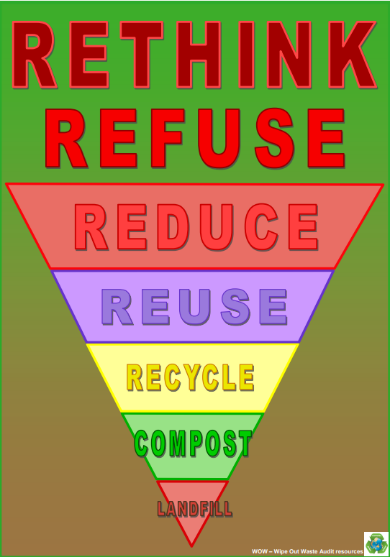 RETHINK
REFUSE
REDUCE
REUSE
RECYCLE
COMPOST
LANDFILL
WOW – Wipe Out Waste Audit resources